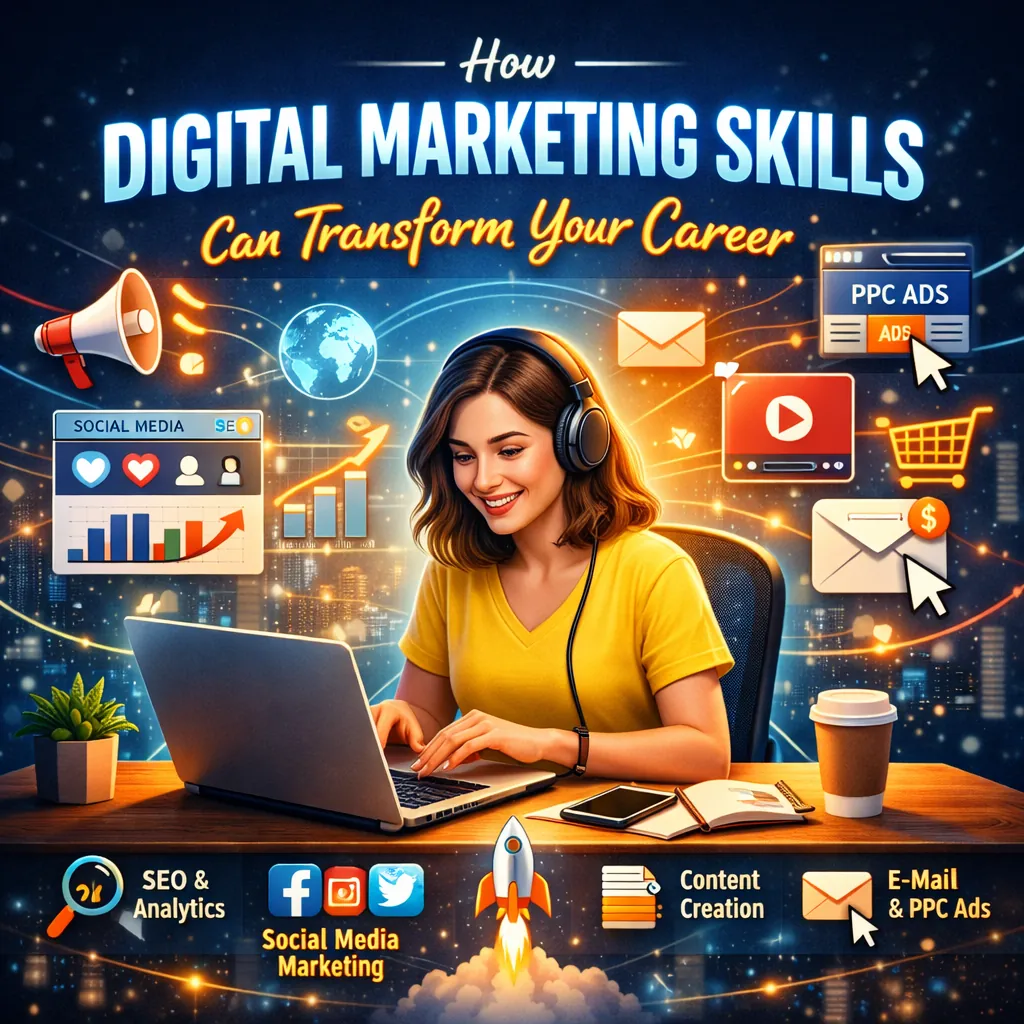 How
DIGITAL MARKETING SKILLS
Can Transform Your Career
PPC ADS
ADS
SOCIAL MEDIA
SEO
$
SEO &
Analytics
Social Media
Marketing
Content
Creation
E-Mail
& PPC Ads